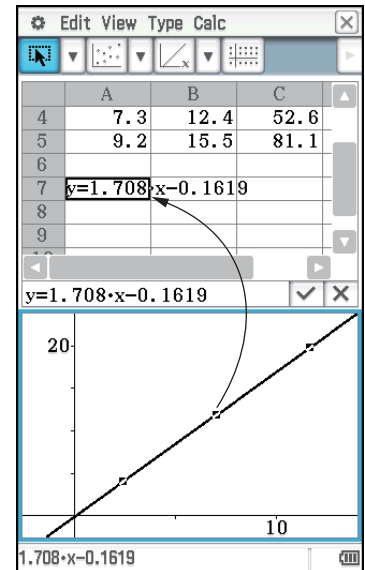 Edit View Type Calc
A B C
4 7.3 12.4 52.6
5 9.2 15.5 81.1
6
7 y=1.708·x−0.1619
8
9
y=1.708·x−0.1619
20
10
1.708·x−0.1619